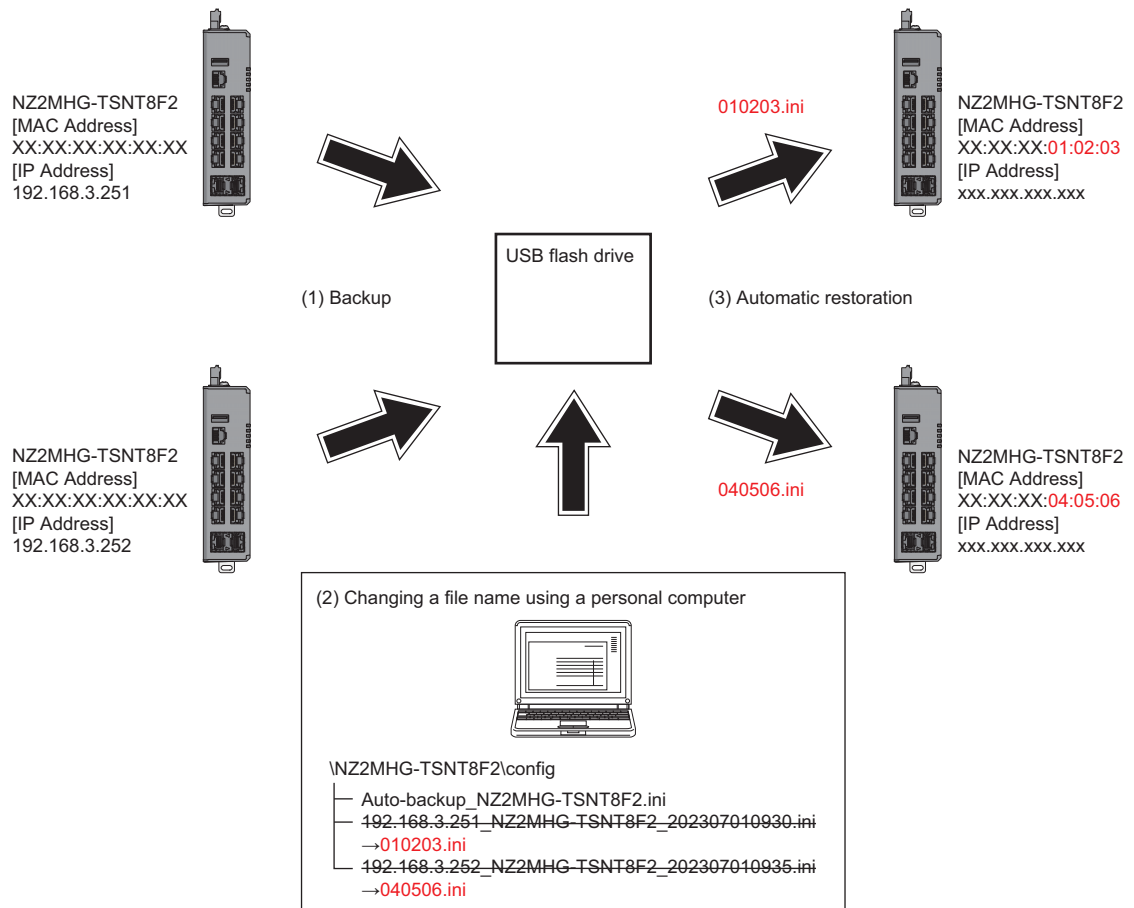 NZ2MHG-TSNT8F2
[MAC Address]
XX:XX:XX:XX:XX:XX
[IP Address]
192.168.3.251
010203.ini
NZ2MHG-TSNT8F2
[MAC Address]
XX:XX:XX:01:02:03
[IP Address]
xxx.xxx.xxx.xxx
USB flash drive
(1) Backup
(3) Automatic restoration
NZ2MHG-TSNT8F2
[MAC Address]
XX:XX:XX:XX:XX:XX
[IP Address]
192.168.3.252
040506.ini
NZ2MHG-TSNT8F2
[MAC Address]
XX:XX:XX:04:05:06
[IP Address]
xxx.xxx.xxx.xxx
(2) Changing a file name using a personal computer
\NZ2MHG-TSNT8F2\config
Auto-backup_NZ2MHG-TSNT8F2.ini
192.168.3.251_NZ2MHG-TSNT8F2_202307010930.ini
→010203.ini
192.168.3.252_NZ2MHG-TSNT8F2_202307010935.ini
→040506.ini